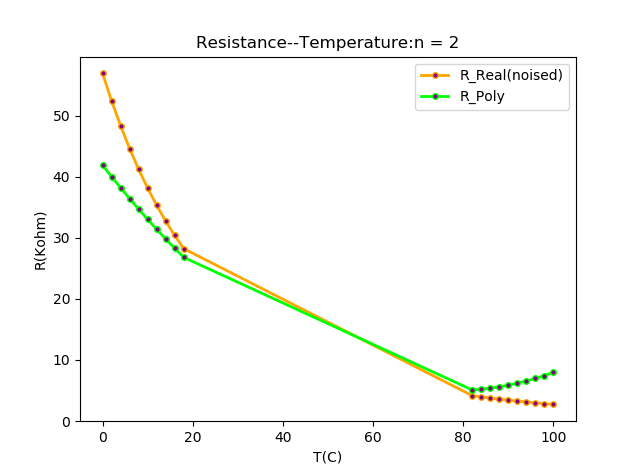 Resistance--Temperature:n = 2
R_Real(noised)
R_Poly
R(Kohm)
50
40
30
20
10
0
0 20 40 60 80 100
T(C)